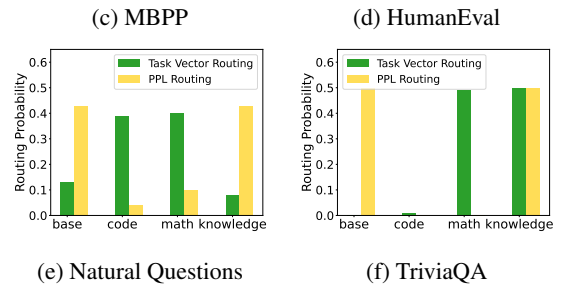 (c) MBPP
(d) HumanEval
Routing Probability
0.6
0.5
0.4
0.3
0.2
0.1
0.0
Task Vector Routing
PPL Routing
base code math knowledge
Routing Probability
0.6
0.5
0.4
0.3
0.2
0.1
0.0
Task Vector Routing
PPL Routing
base code math knowledge
(e) Natural Questions
(f) TriviaQA